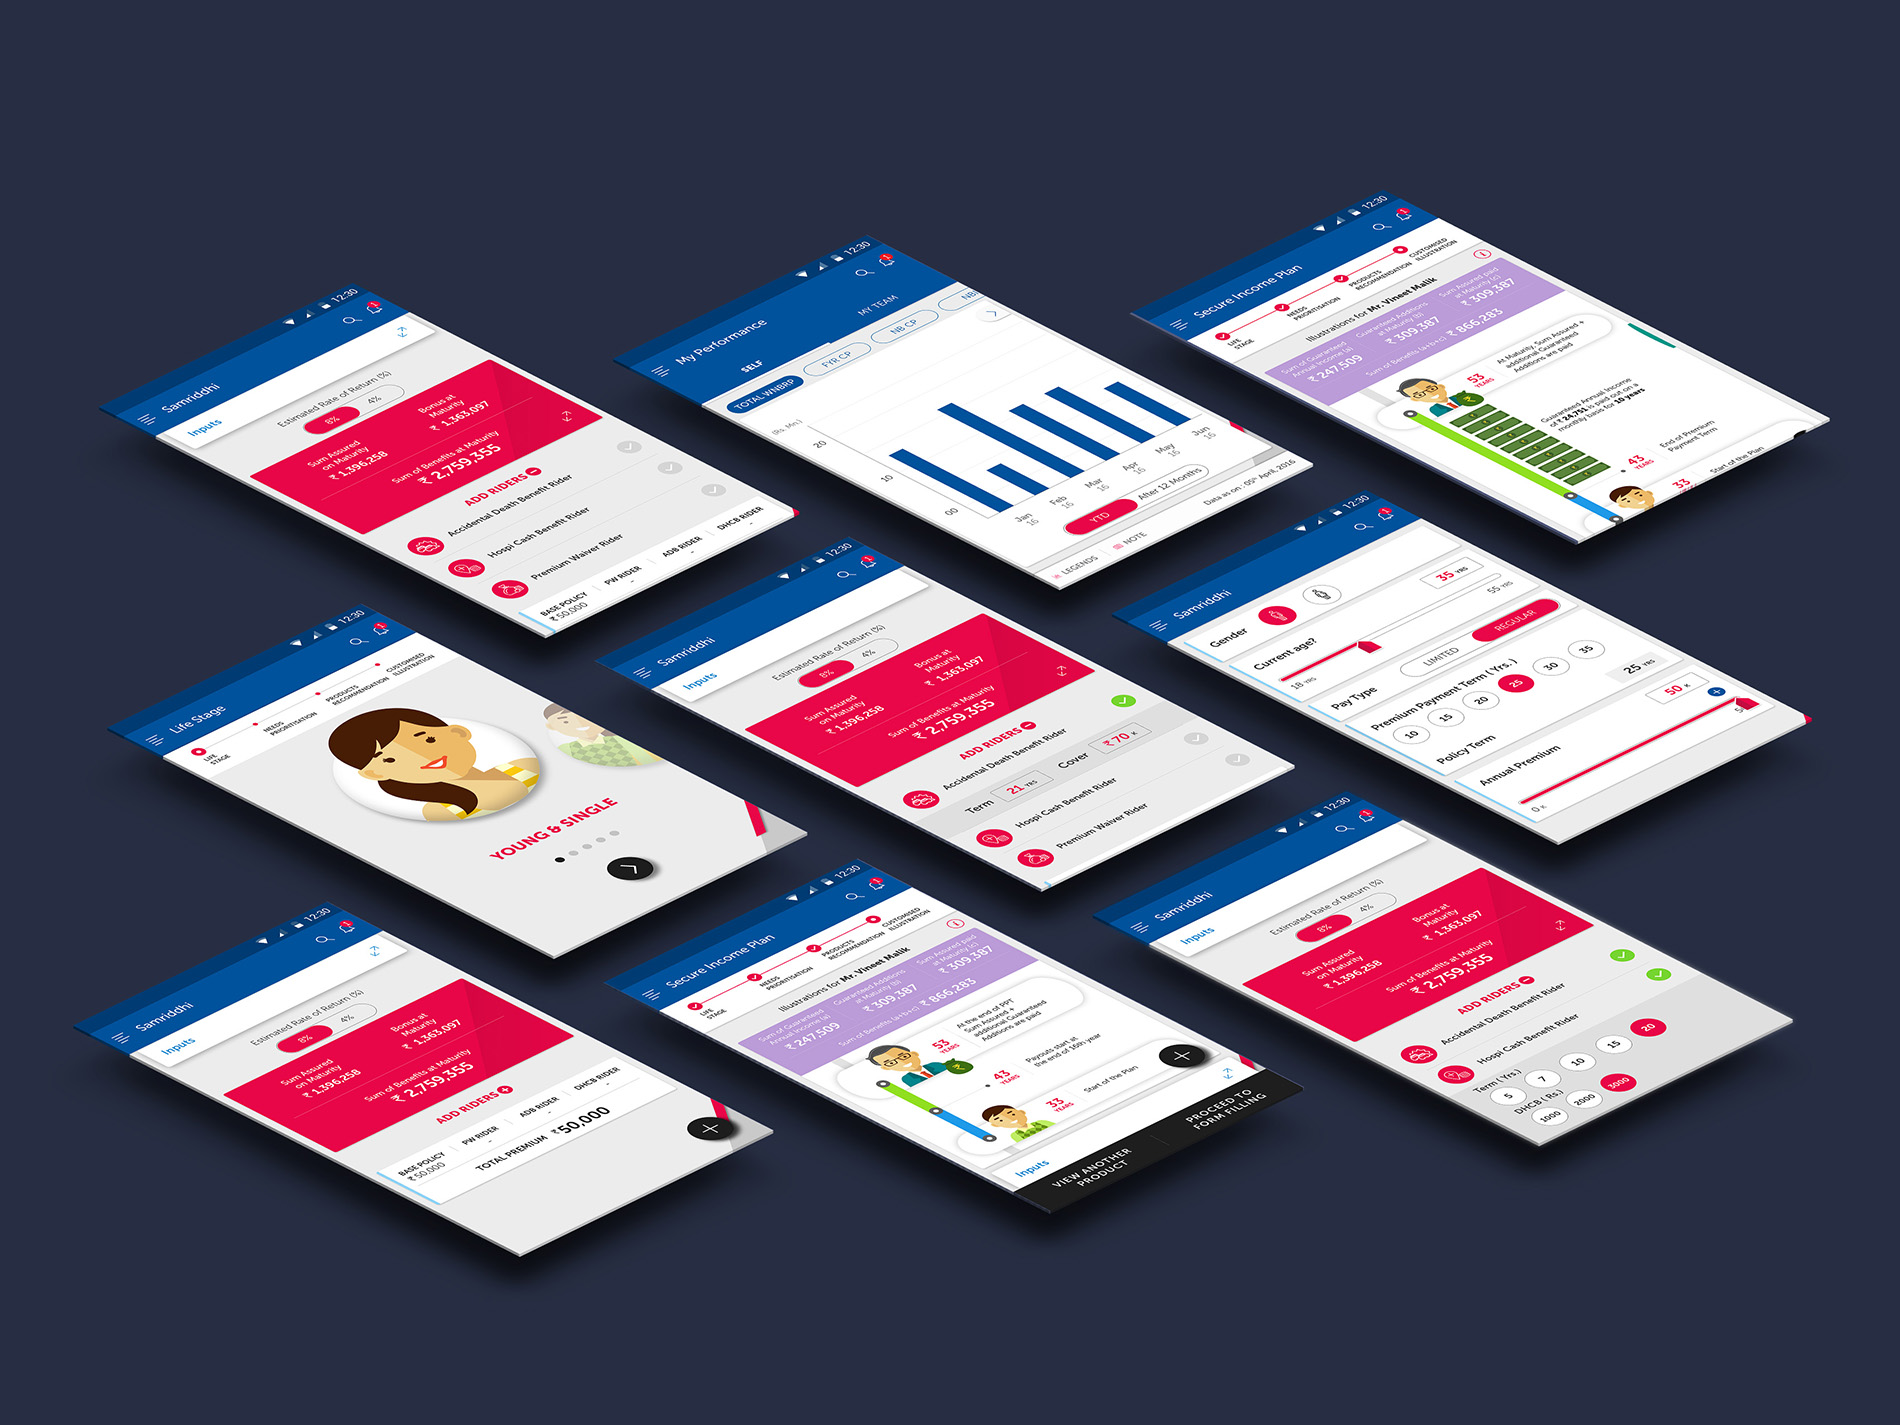 12:30
1
Samriddhi
Inputs
Estimated Rate of Return (%)
8%
4%
Sum Assured
on Maturity
₹ 1,396,258
Bonus at
Maturity
₹ 1,363,097
Sum of Benefits at Maturity
₹ 2,759,355
ADD RIDERS
Accidental Death Benefit Rider
Hospi Cash Benefit Rider
Premium Waiver Rider
BASE POLICY
₹ 50,000
PW RIDER
-
ADB RIDER
-
DHCB RIDER
-
12:30
My Performance
SELF
MY TEAM
TOTAL WNBRP
FYR CP
NB CP
NB
(Rs. Mn.)
20
10
00
Jan
16
Feb
16
Mar
16
Apr
16
May
16
Jun
16
YTD
After 12 Months
Data as on : 05th April, 2016
LEGENDS
NOTE
12:30
1
Secure Income Plan
LIFE
STAGE
NEEDS
PRIORITISATION
PRODUCTS
RECOMMENDATION
CUSTOMISED
ILLUSTRATION
Illustrations for Mr. Vineet Malik
Sum of Guaranteed
Annual Income (a)
₹ 247,509
Guaranteed Additions
at Maturity (b)
₹ 309,387
Sum Assured paid
at Maturity (c)
₹ 309,387
Sum of Benefits (a+b+c) ₹ 866,283
53
YEARS
At Maturity, Sum Assured +
additional Guaranteed
Additions are paid
Guaranteed Annual Income
of ₹ 24,751 is paid out on a
monthly basis for 10 years
43
YEARS
End of Premium
Payment Term
33
Start of the Plan
12:30
1
Life Stage
LIFE
STAGE
NEEDS
PRIORITISATION
PRODUCTS
RECOMMENDATION
CUSTOMISED
ILLUSTRATION
YOUNG & SINGLE
12:30
1
Samriddhi
Inputs
Estimated Rate of Return (%)
8%
4%
Sum Assured
on Maturity
₹ 1,396,258
Bonus at
Maturity
₹ 1,363,097
Sum of Benefits at Maturity
₹ 2,759,355
ADD RIDERS
Accidental Death Benefit Rider
Term
21 YRS
Cover
₹ 70 K
Hospi Cash Benefit Rider
Premium Waiver Rider
12:30
1
Samriddhi
Gender
Current age?
35 YRS
18 YRS
55 YRS
Pay Type
LIMITED
REGULAR
Premium Payment Term ( Yrs. )
10
15
20
25
30
35
Policy Term
25 YRS
Annual Premium
50 K
0 K
12:30
1
Samriddhi
Inputs
Estimated Rate of Return (%)
8%
4%
Sum Assured
on Maturity
₹ 1,396,258
Bonus at
Maturity
₹ 1,363,097
Sum of Benefits at Maturity
₹ 2,759,355
ADD RIDERS
BASE POLICY
₹ 50,000
PW RIDER
-
ADB RIDER
-
DHCB RIDER
-
TOTAL PREMIUM ₹ 50,000
12:30
1
Secure Income Plan
LIFE
STAGE
NEEDS
PRIORITISATION
PRODUCTS
RECOMMENDATION
CUSTOMISED
ILLUSTRATION
Illustrations for Mr. Vineet Malik
Sum of Guaranteed
Annual Income (a)
₹ 247,509
Guaranteed Additions
at Maturity (b)
₹ 309,387
Sum Assured paid
at Maturity (c)
₹ 309,387
Sum of Benefits (a+b+c) ₹ 866,283
53
YEARS
At the end of PPT
Sum Assured +
additional Guaranteed
Additions are paid
43
YEARS
Payouts start at
the end of 10th year
33
YEARS
Start of the Plan
Inputs
VIEW ANOTHER
PRODUCT
PROCEED TO
FORM FILLING
12:30
1
Samriddhi
Inputs
Estimated Rate of Return (%)
8%
4%
Sum Assured
on Maturity
₹ 1,396,258
Bonus at
Maturity
₹ 1,363,097
Sum of Benefits at Maturity
₹ 2,759,355
ADD RIDERS
Accidental Death Benefit Rider
Hospi Cash Benefit Rider
Term ( Yrs. )
5
7
10
15
20
DHCB ( Rs. )
1000
2000
3000